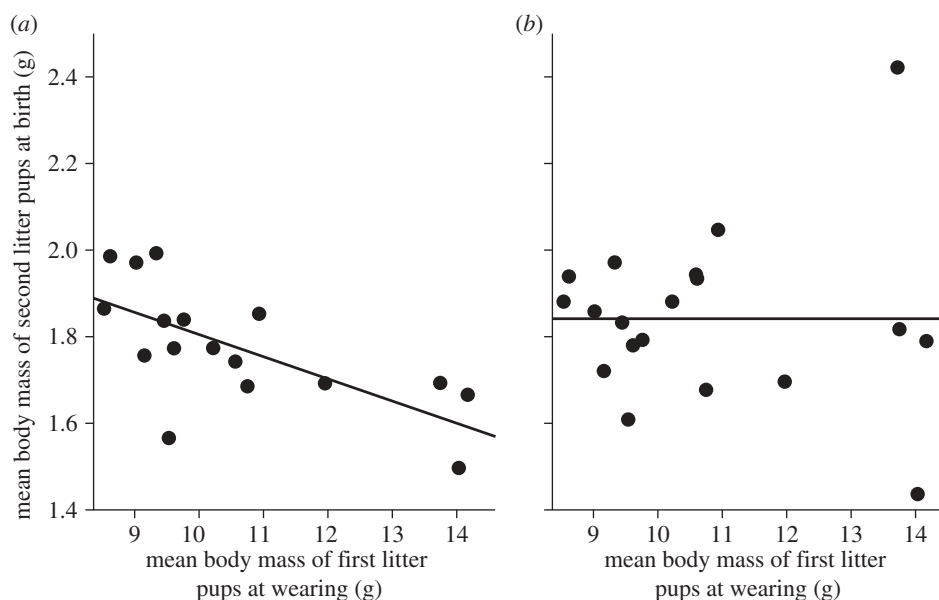 (a)
mean body mass of second litter pups at birth (g)
2.4
2.2
2.0
1.8
1.6
1.4
9 10 11 12 13 14
mean body mass of first litter
pups at wearing (g)
(b)
9 10 11 12 13 14
mean body mass of first litter
pups at wearing (g)